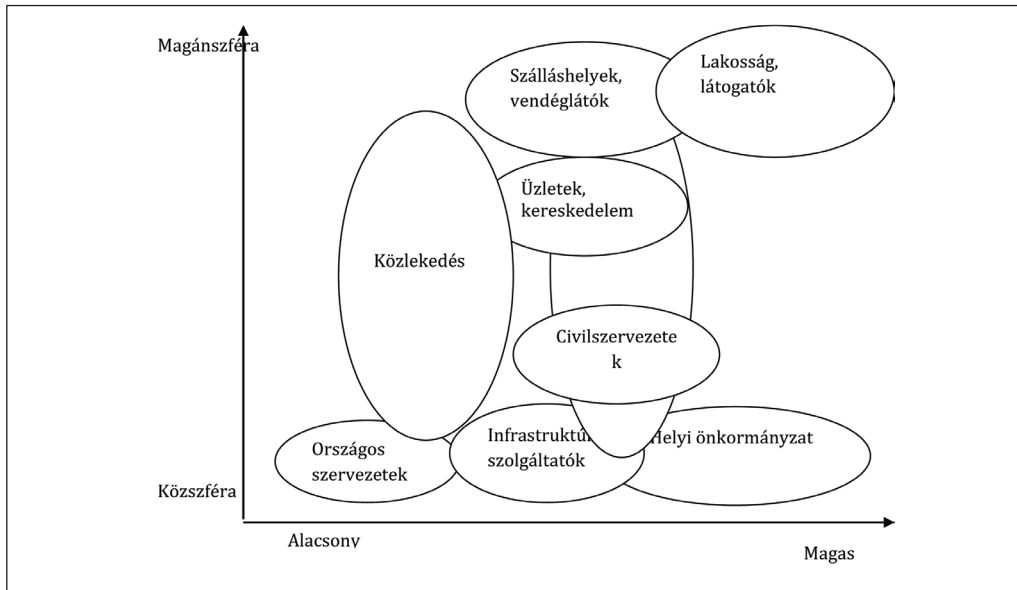 Magánszféra
Szálláshelyek,
vendéglátók
Lakosság,
látogatók
Üzletek,
kereskedelem
Közlekedés
Civilszervezete
k
Országos
szervezetek
Infrastruktú
szolgáltatók
Helyi önkormányzat
Közszféra
Alacsony
Magas